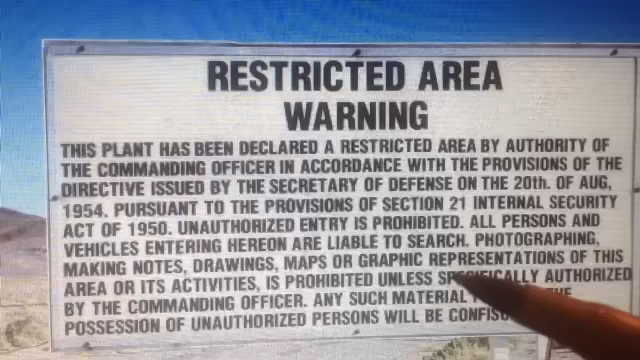 RESTRICTED AREA
WARNING
THIS PLANT HAS BEEN DECLARED A RESTRICTED AREA BY AUTHORITY OF
THE COMMANDING OFFICER IN ACCORDANCE WITH THE PROVISIONS OF THE
DIRECTIVE ISSUED BY THE SECRETARY OF DEFENSE ON THE 20th. OF AUG,
1954, PURSUANT TO THE PROVISIONS OF SECTION 21 INTERNAL SECURITY
ACT OF 1950. UNAUTHORIZED ENTRY IS PROHIBITED. ALL PERSONS AND
VEHICLES ENTERING HEREON ARE LIABLE TO SEARCH. PHOTOGRAPHING,
MAKING NOTES, DRAWINGS, MAPS OR GRAPHIC REPRESENTATIONS OF THIS
AREA OR ITS ACTIVITIES, IS PROHIBITED UNLESS SPECIFICALLY AUTHORIZED
BY THE COMMANDING OFFICER. ANY SUCH MATERIAL THE
POSSESSION OF UNAUTHORIZED PERSONS WILL BE